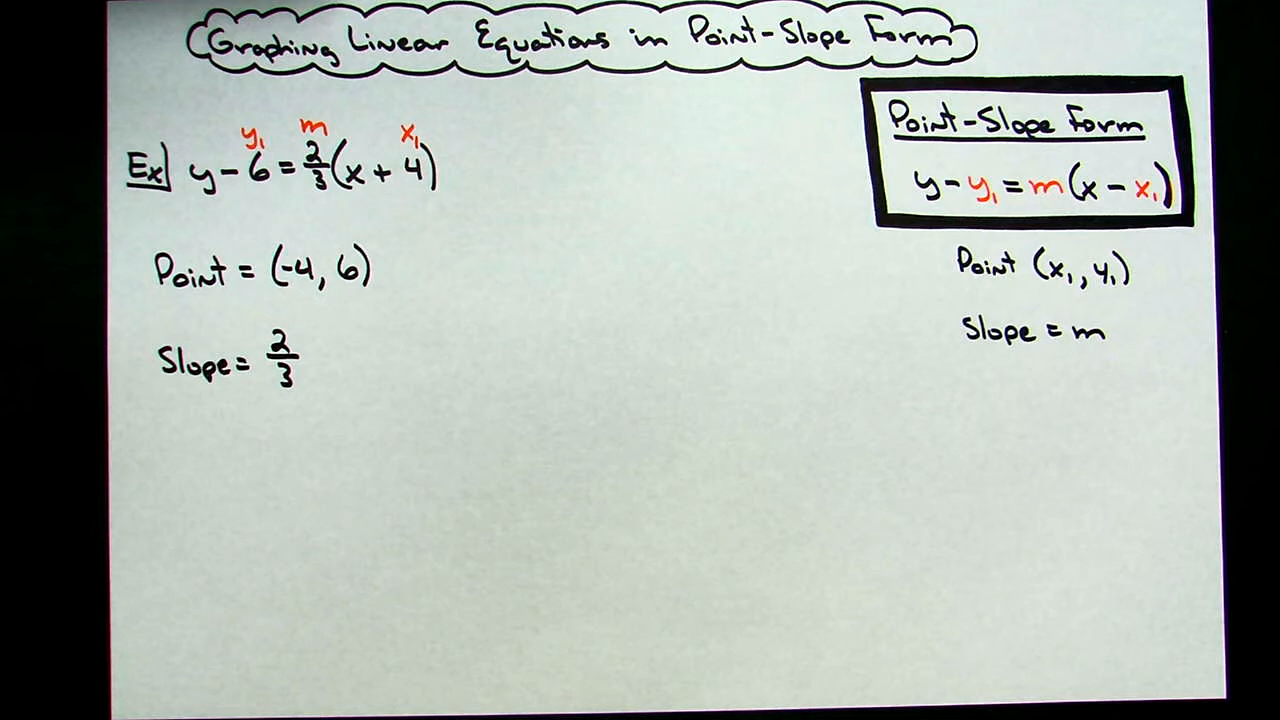 Graphing Linear Equations in Point-Slope Form
Point-Slope Form
y - y₁ = m(x - x₁)
Point (x₁, y₁)
Slope = m
y₁ m x₁
Ex) y - 6 = 2/3(x + 4)
Point = (-4, 6)
Slope = 2/3